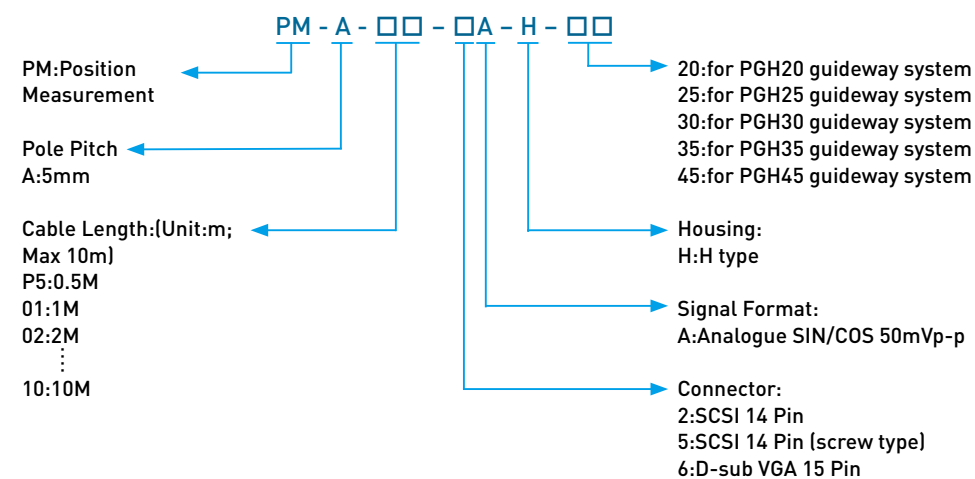 PM - A - □□ – □A – H – □□
PM:Position
Measurement
Pole Pitch
A:5mm
Cable Length:(Unit:m;
Max 10m)
P5:0.5M
01:1M
02:2M
⋮
10:10M
20:for PGH20 guideway system
25:for PGH25 guideway system
30:for PGH30 guideway system
35:for PGH35 guideway system
45:for PGH45 guideway system
Housing:
H:H type
Signal Format:
A:Analogue SIN/COS 50mVp-p
Connector:
2:SCSI 14 Pin
5:SCSI 14 Pin (screw type)
6:D-sub VGA 15 Pin